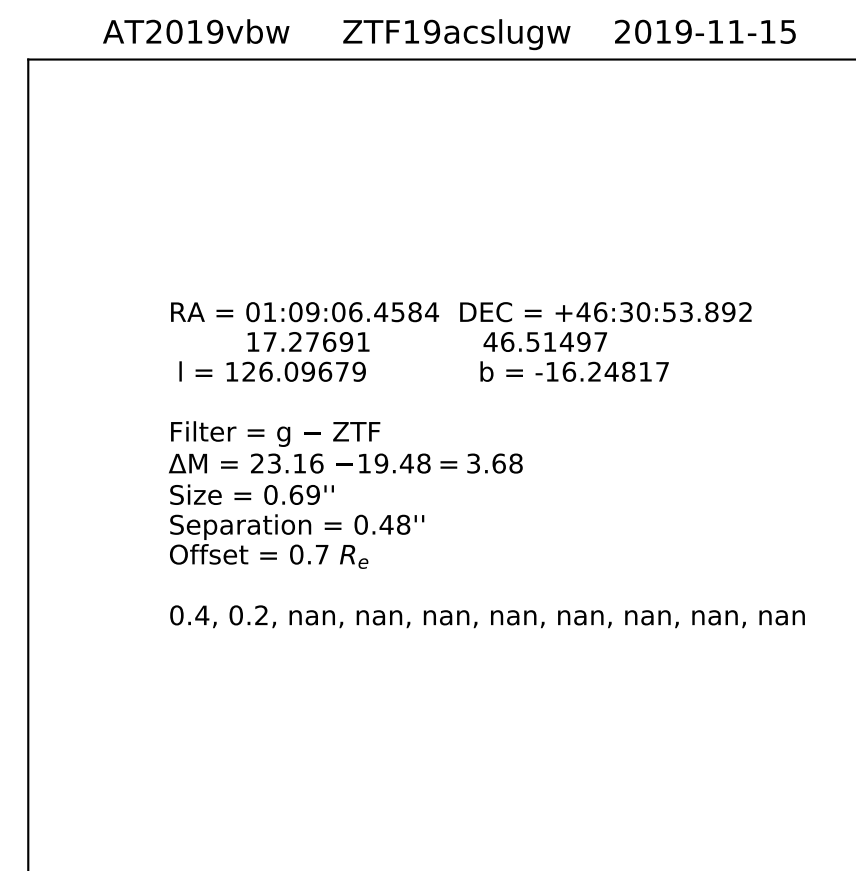 AT2019vbw ZTF19acslugw 2019-11-15
RA = 01:09:06.4584 DEC = +46:30:53.892
17.27691 46.51497
l = 126.09679 b = -16.24817
Filter = g − ZTF
ΔM = 23.16 −19.48 = 3.68
Size = 0.69''
Separation = 0.48''
Offset = 0.7 Re
0.4, 0.2, nan, nan, nan, nan, nan, nan, nan, nan